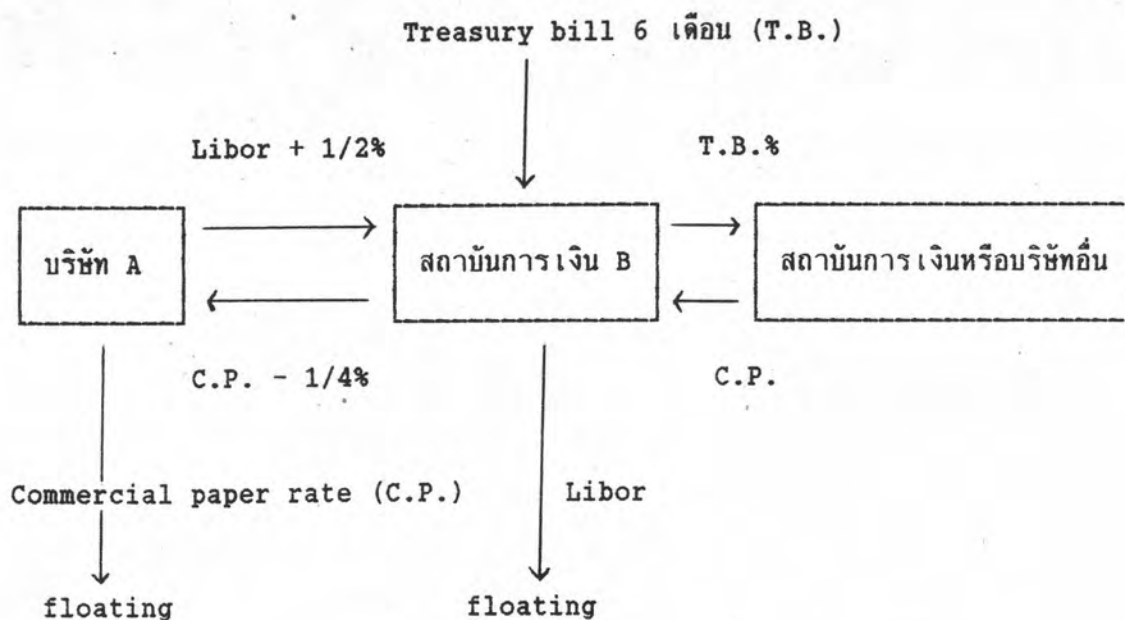 Treasury bill 6 เดือน (T.B.)
Libor + 1/2%
T.B.%
บริษัท A
สถาบันการเงิน B
สถาบันการเงินหรือบริษัทอื่น
C.P. - 1/4%
C.P.
Commercial paper rate (C.P.)
Libor
floating
floating